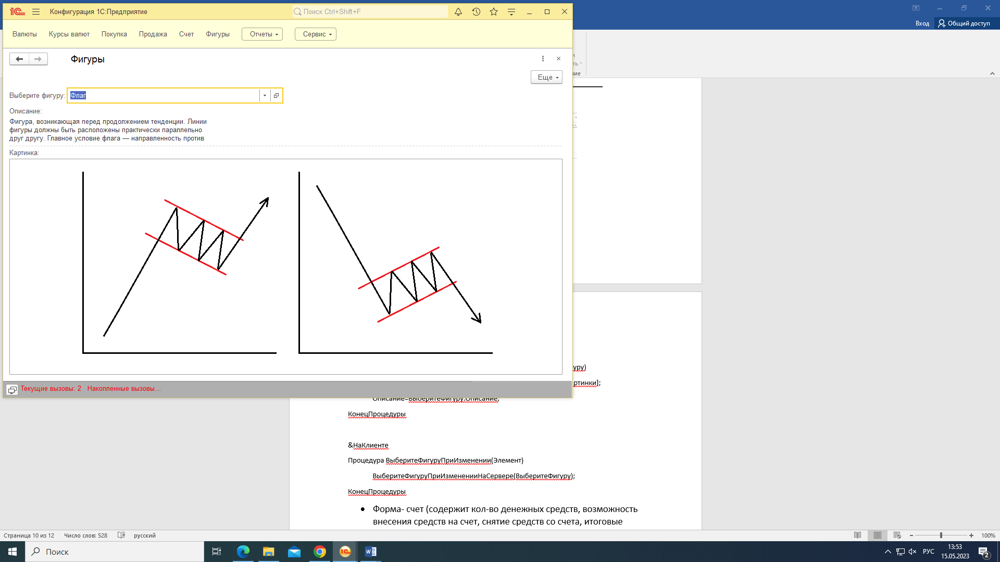 1С Конфигурация 1С:Предприятие Поиск Ctrl+Shift+F
Вход Общий доступ
Валюты Курсы валют Покупка Продажа Счет Фигуры Отчеты Сервис
Фигуры
Еще
Выберите фигуру: Флаг
Описание:
Фигура, возникающая перед продолжением тенденции. Линии
фигуры должны быть расположены практически параллельно
друг другу. Главное условие флага — направленность против
Картинка:
уру)
ртинки];
Текущие вызовы: 2 Накопленные вызовы...
Описание=ВыберитеФигуру.Описание;
КонецПроцедуры
&НаКлиенте
Процедура ВыберитеФигуруПриИзменении(Элемент)
ВыберитеФигуруПриИзмененииНаСервере(ВыберитеФигуру);
КонецПроцедуры
• Форма- счет (содержит кол-во денежных средств, возможность
внесения средств на счет, снятие средств со счета, итоговые
Страница 10 из 12 Число слов: 528 русский 100%
Поиск
РУС 13:53
15.05.2023 2